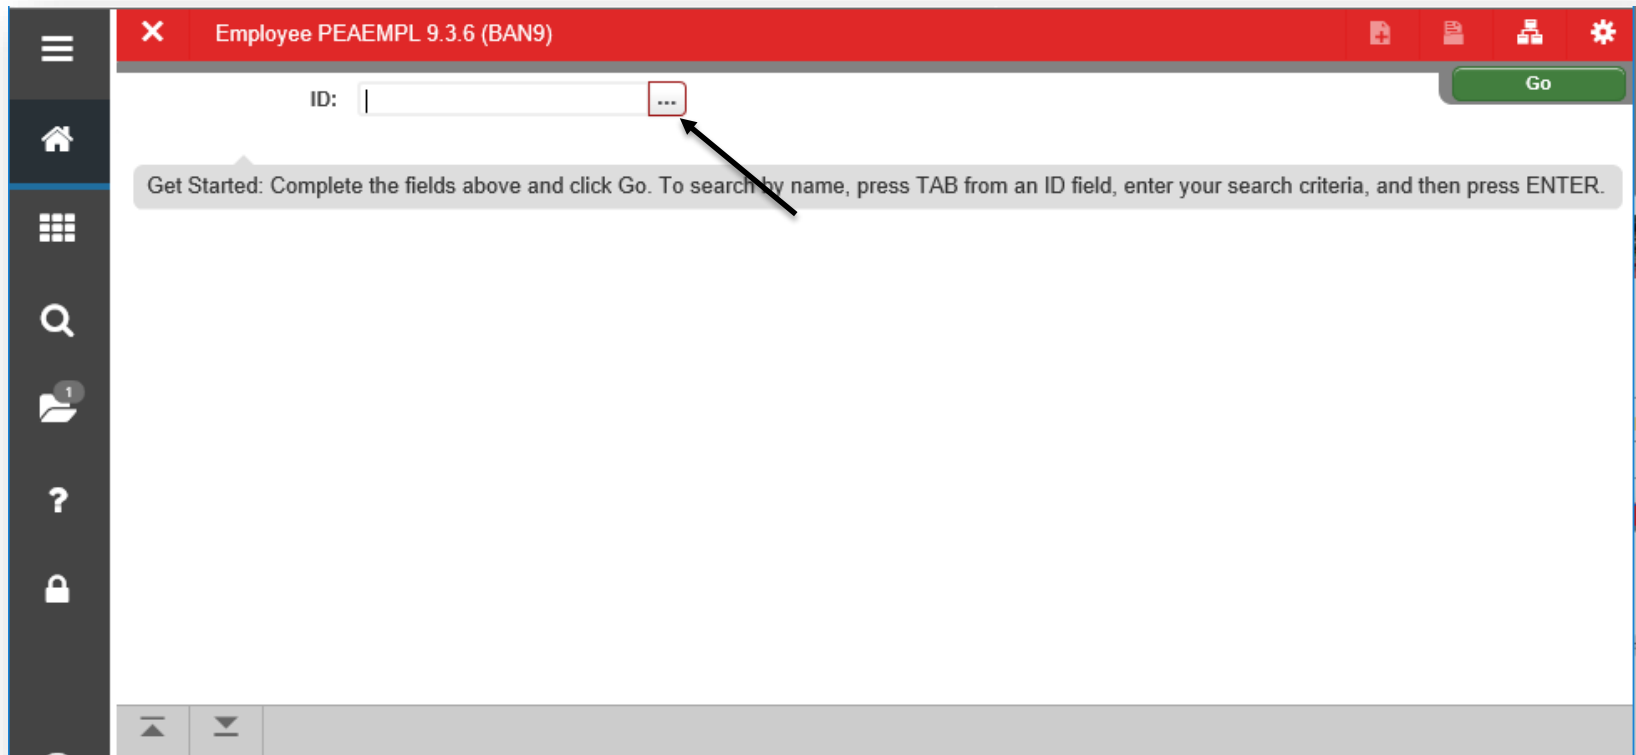 Employee PEAEMPL 9.3.6 (BAN9)
ID:
...
Go
Get Started: Complete the fields above and click Go. To search by name, press TAB from an ID field, enter your search criteria, and then press ENTER.
1
?